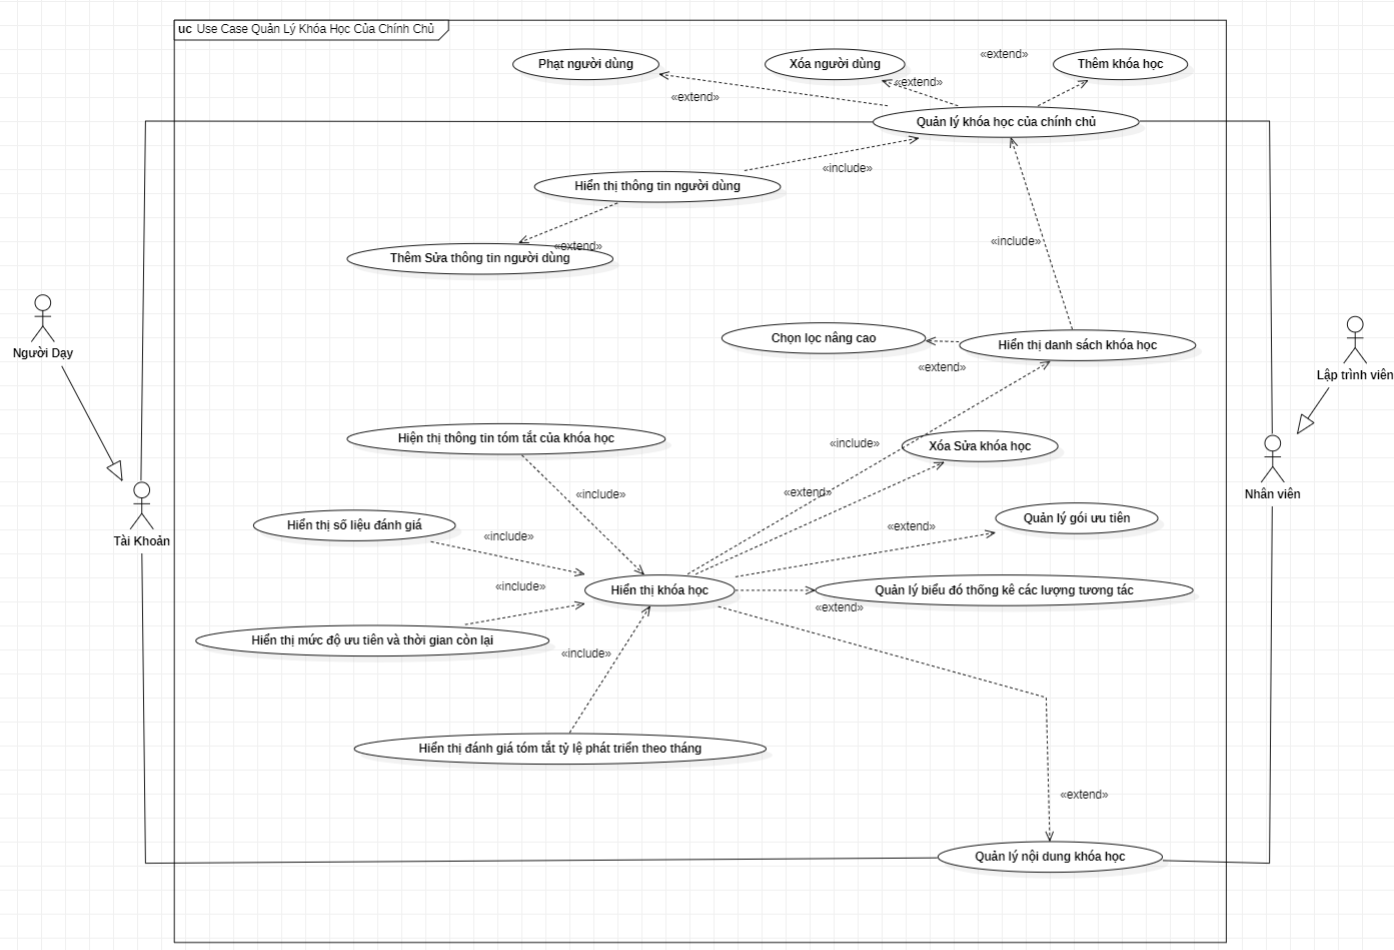 uc Use Case Quản Lý Khóa Học Của Chính Chủ
Phạt người dùng
Xóa người dùng
«extend»
Thêm khóa học
«extend»
«extend»
Quản lý khóa học của chính chủ
«include»
Hiển thị thông tin người dùng
«extend»
Thêm Sửa thông tin người dùng
«include»
Người Dạy
Chọn lọc nâng cao
Hiển thị danh sách khóa học
«extend»
Lập trình viên
Hiện thị thông tin tóm tắt của khóa học
«include»
Xóa Sửa khóa học
«include»
«extend»
Nhân viên
Hiển thị số liệu đánh giá
«include»
«extend»
Quản lý gói ưu tiên
Tài Khoản
«include»
Hiển thị khóa học
Quản lý biểu đó thống kê các lượng tương tác
«extend»
Hiển thị mức độ ưu tiên và thời gian còn lại
«include»
Hiển thị đánh giá tóm tắt tỷ lệ phát triển theo tháng
«extend»
Quản lý nội dung khóa học